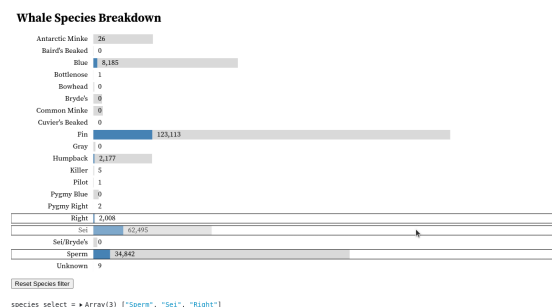 Whale Species Breakdown
Antarctic Minke 26
Baird's Beaked 0
Blue 8,185
Bottlenose 1
Bowhead 0
Bryde's 0
Common Minke 0
Cuvier's Beaked 0
Fin 123,113
Gray 0
Humpback 2,177
Killer 5
Pilot 1
Pygmy Blue 0
Pygmy Right 2
Right 2,008
Sei 62,495
Sei/Bryde's 0
Sperm 34,842
Unknown 9
Reset Species filter
species_select = ▸ Array(3) ["Sperm", "Sei", "Right"]